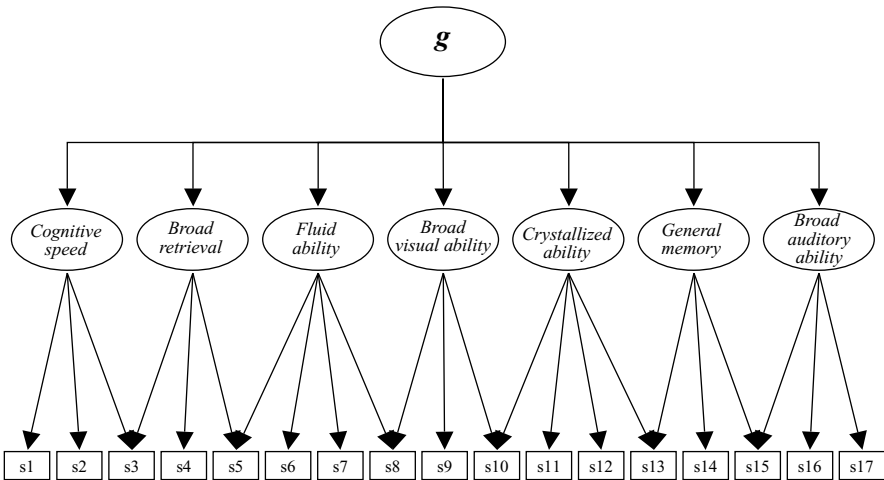 g
Cognitive
speed
Broad
retrieval
Fluid
ability
Broad
visual ability
Crystallized
ability
General
memory
Broad
auditory
ability
s1
s2
s3
s4
s5
s6
s7
s8
s9
s10
s11
s12
s13
s14
s15
s16
s17